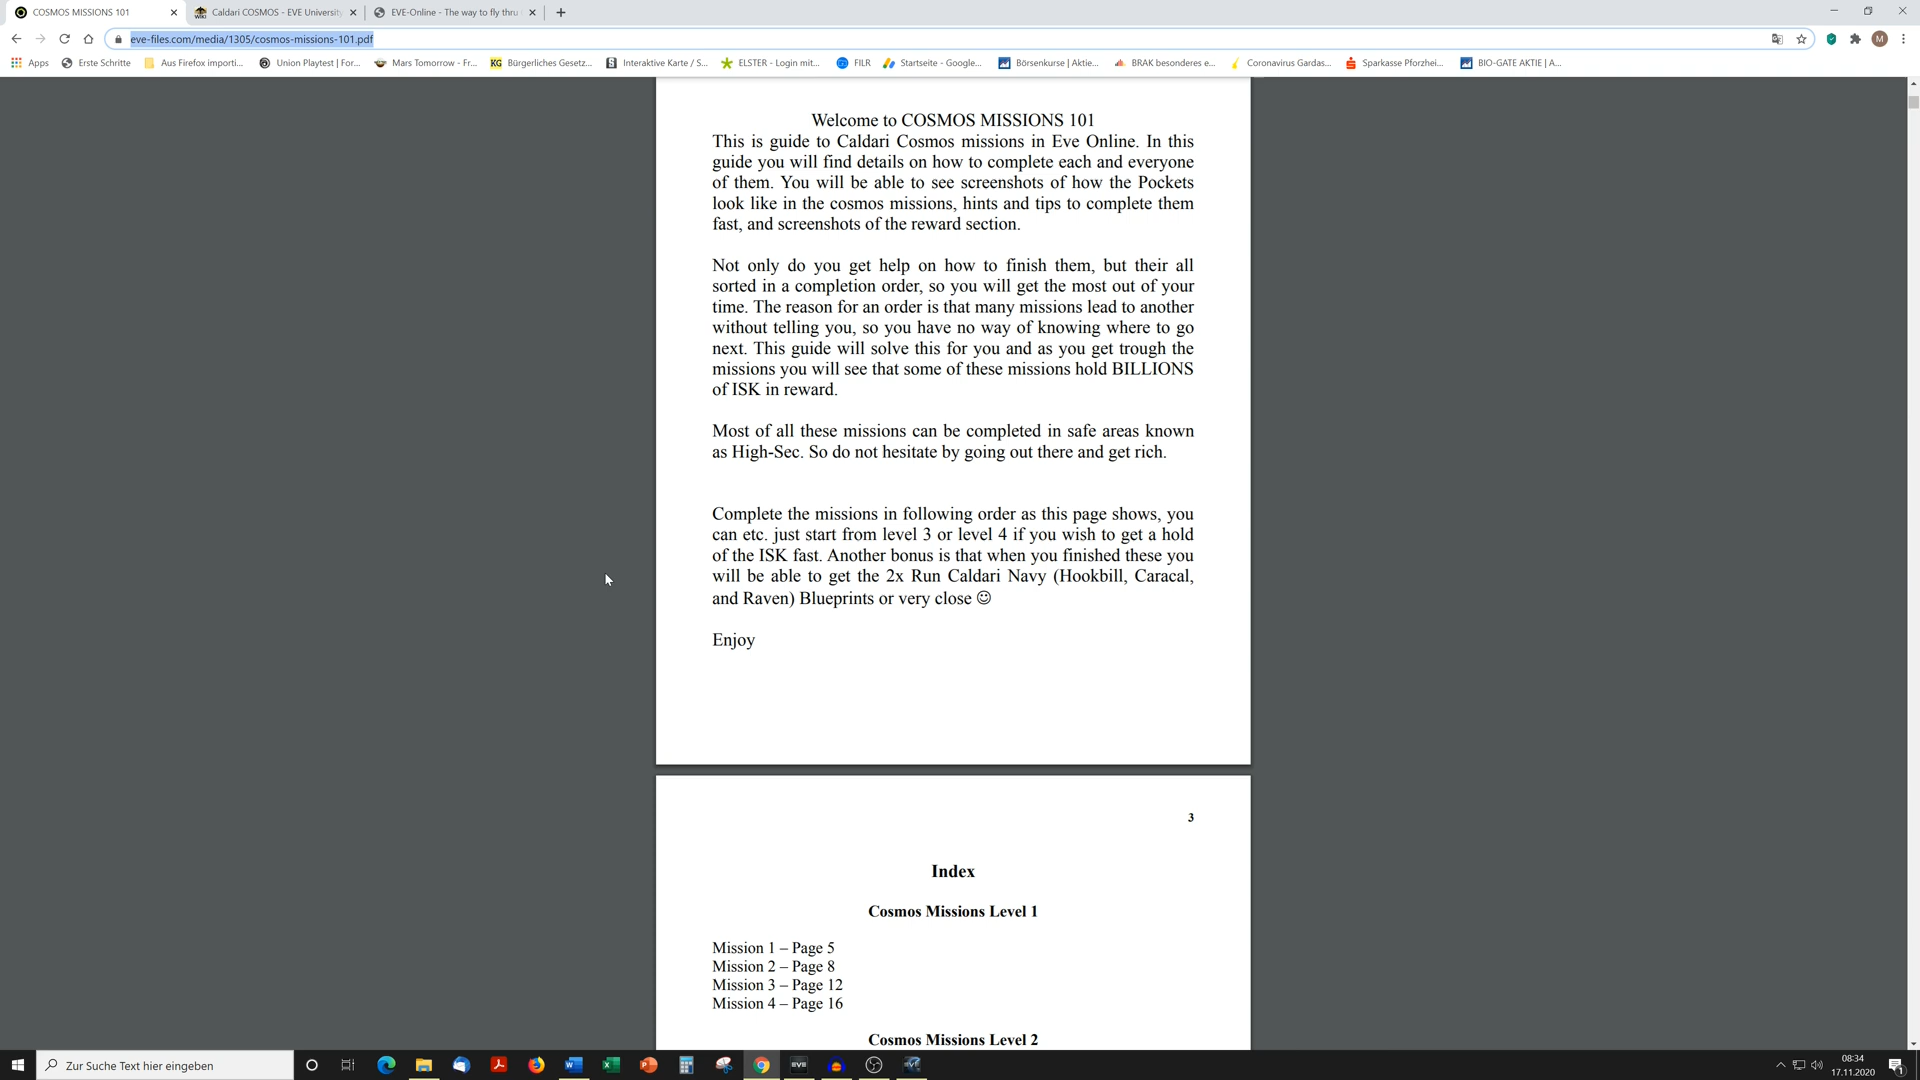 COSMOS MISSIONS 101
Caldari COSMOS - EVE University
EVE-Online - The way to fly thru
eve-files.com/media/1305/cosmos-missions-101.pdf
M
Apps
Erste Schritte
Aus Firefox importi...
Union Playtest | For...
Mars Tomorrow - Fr...
KG Bürgerliches Gesetz...
Interaktive Karte / S...
ELSTER - Login mit...
FILR
Startseite - Google...
Börsenkurse | Aktie...
BRAK besonderes e...
Coronavirus Gardas...
Sparkasse Pforzhei...
BIO-GATE AKTIE | A...
Welcome to COSMOS MISSIONS 101
This is guide to Caldari Cosmos missions in Eve Online. In this
guide you will find details on how to complete each and everyone
of them. You will be able to see screenshots of how the Pockets
look like in the cosmos missions, hints and tips to complete them
fast, and screenshots of the reward section.
Not only do you get help on how to finish them, but their all
sorted in a completion order, so you will get the most out of your
time. The reason for an order is that many missions lead to another
without telling you, so you have no way of knowing where to go
next. This guide will solve this for you and as you get trough the
missions you will see that some of these missions hold BILLIONS
of ISK in reward.
Most of all these missions can be completed in safe areas known
as High-Sec. So do not hesitate by going out there and get rich.
Complete the missions in following order as this page shows, you
can etc. just start from level 3 or level 4 if you wish to get a hold
of the ISK fast. Another bonus is that when you finished these you
will be able to get the 2x Run Caldari Navy (Hookbill, Caracal,
and Raven) Blueprints or very close ☺
Enjoy
3
Index
Cosmos Missions Level 1
Mission 1 – Page 5
Mission 2 – Page 8
Mission 3 – Page 12
Mission 4 – Page 16
Cosmos Missions Level 2
Zur Suche Text hier eingeben
EVE
08:34
17.11.2020
1